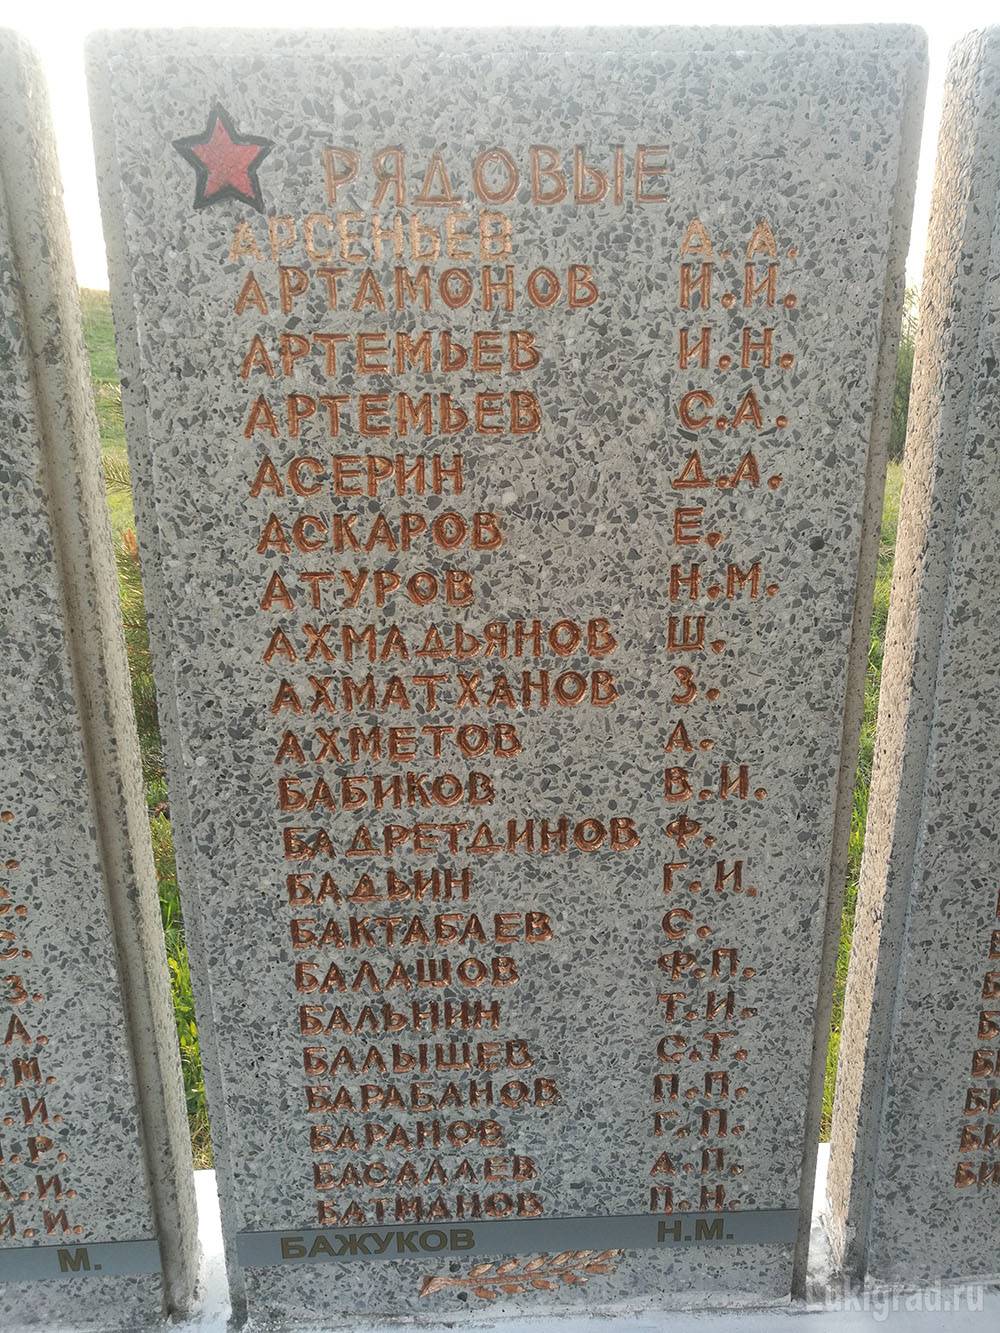 РЯДОВЫЕ
АРСЕНЬЕВ А.А.
АРТАМОНОВ И.И.
АРТЕМЬЕВ И.Н.
АРТЕМЬЕВ С.А.
АСЕРИН Д.А.
АСКАРОВ Е.
АТУРОВ Н.М.
АХМАДЬЯНОВ Ш.
АХМАТХАНОВ З.
АХМЕТОВ А.
БАБИКОВ В.И.
БАДРЕТДИНОВ Ф.
БАДЬИН Г.И.
БАКТАБАЕВ С.
БАЛАШОВ Ф.П.
БАЛЬНИН Т.И.
БАЛЫШЕВ С.Т.
БАРАБАНОВ П.П.
БАРАНОВ Г.П.
БАСАЛАЕВ А.П.
БАТМАНОВ П.Н.
БАЖУКОВ Н.М.
С.
З.
А.
М.
И.
Р.
И.
И.И.
М.
Lukigrad.ru